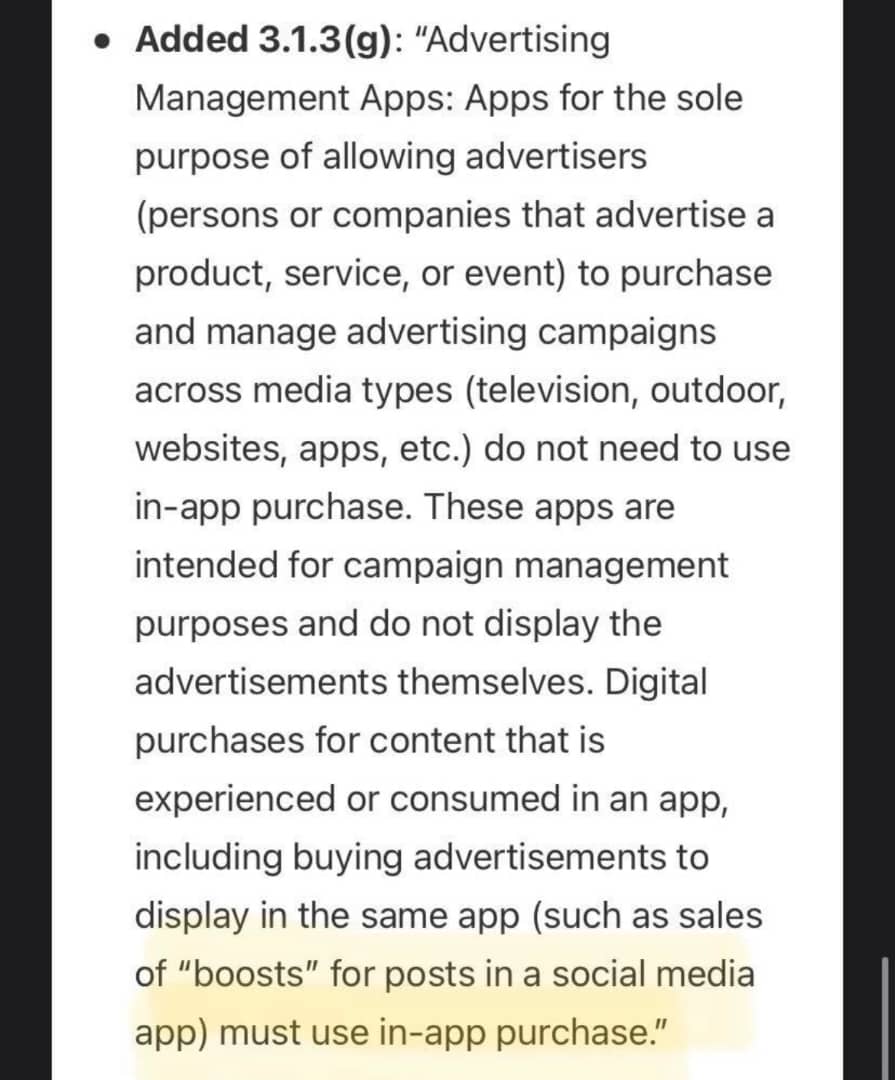 • Added 3.1.3(g): “Advertising
Management Apps: Apps for the sole
purpose of allowing advertisers
(persons or companies that advertise a
product, service, or event) to purchase
and manage advertising campaigns
across media types (television, outdoor,
websites, apps, etc.) do not need to use
in-app purchase. These apps are
intended for campaign management
purposes and do not display the
advertisements themselves. Digital
purchases for content that is
experienced or consumed in an app,
including buying advertisements to
display in the same app (such as sales
of “boosts” for posts in a social media
app) must use in-app purchase.”